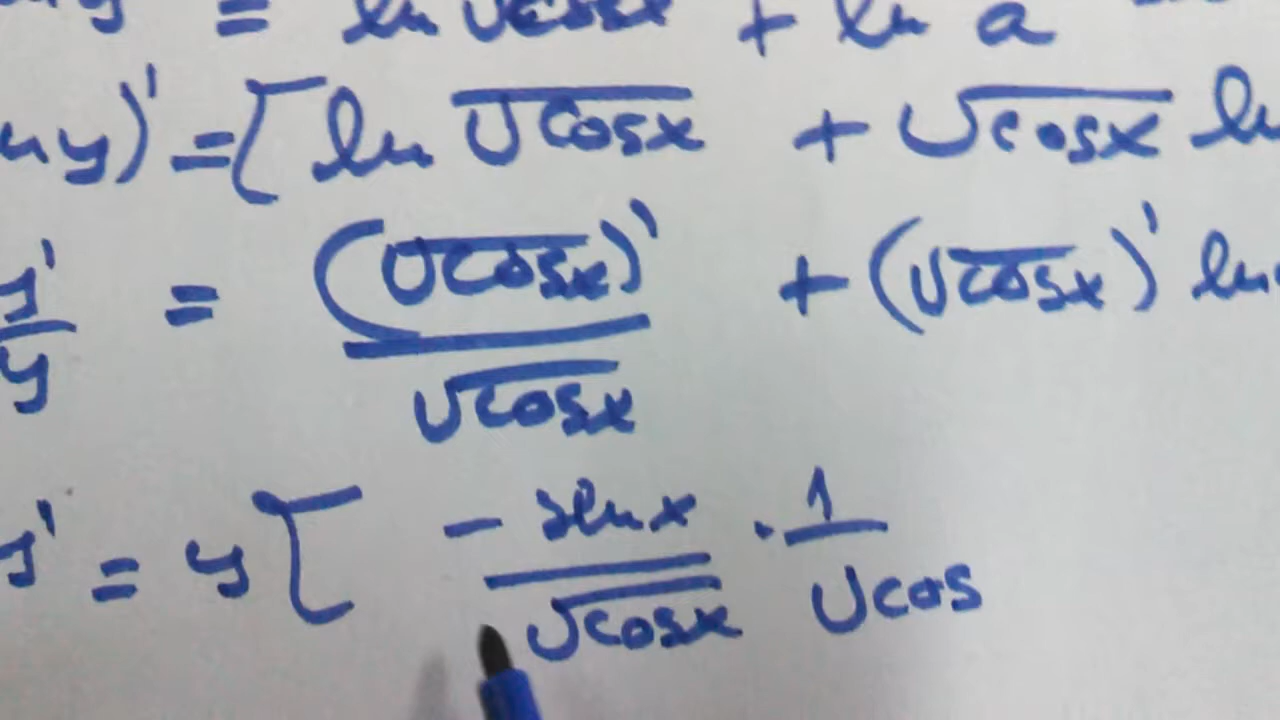 = ln √cosx + ln a
ny)' = [ ln √cosx + √cosx ln
y'/y = (√cosx)'/√cosx + (√cosx)' ln
y' = y [ - sinx/√cosx · 1/√cos